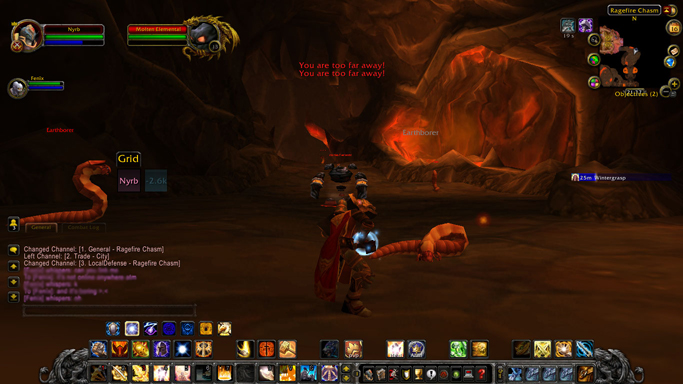 Nyrb
Molten Elemental
Ragefire Chasm
N
19 s
Fenix
You are too far away!
You are too far away!
Objectives (2)
Earthborer
Earthborer
Grid
Nyrb
-2.6k
25m Wintergrasp
General
Combat Log
Changed Channel: [1. General - Ragefire Chasm]
Left Channel: [2. Trade - City]
Changed Channel: [3. LocalDefense - Ragefire Chasm]